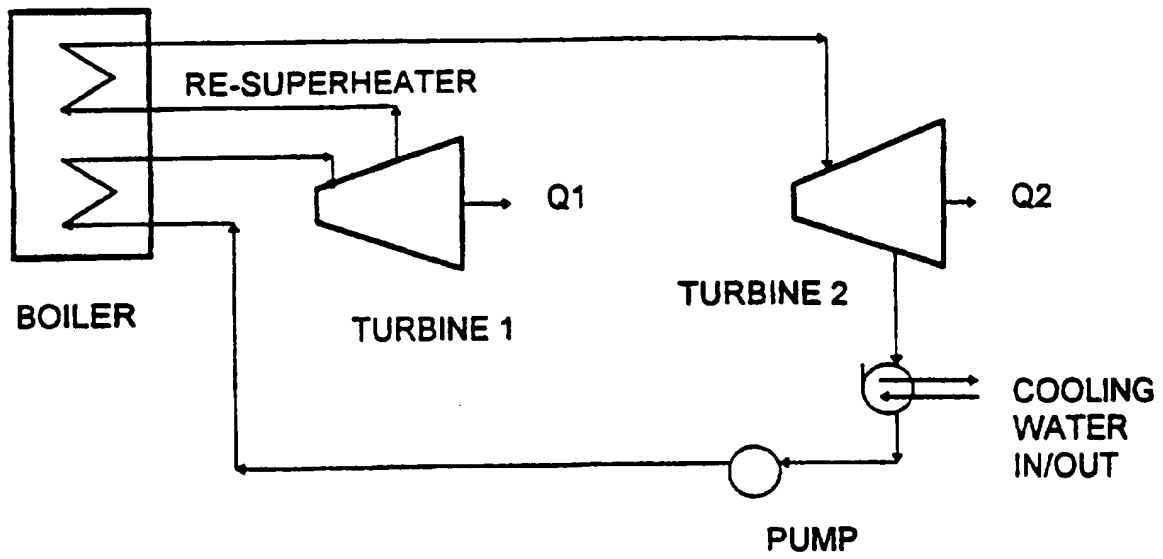 RE-SUPERHEATER
Q1
Q2
BOILER
TURBINE 1
TURBINE 2
COOLING
WATER
IN/OUT
PUMP